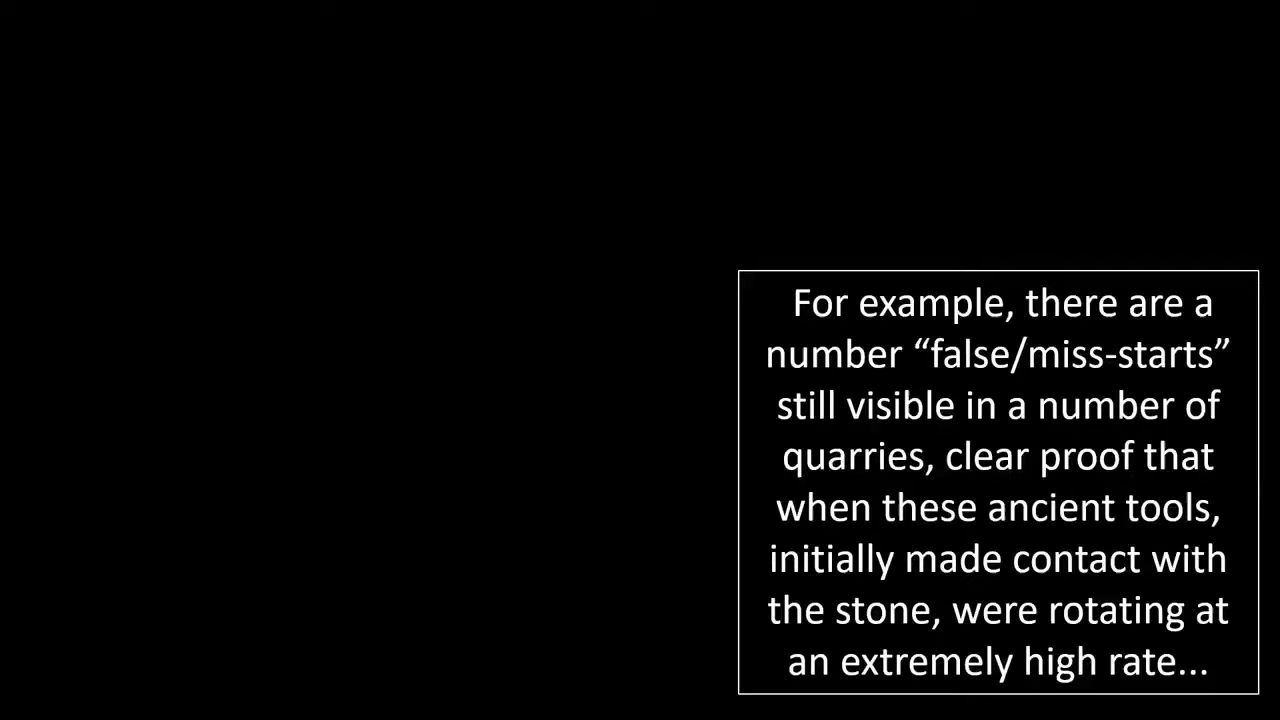 For example, there are a
number “false/miss-starts”
still visible in a number of
quarries, clear proof that
when these ancient tools,
initially made contact with
the stone, were rotating at
an extremely high rate...